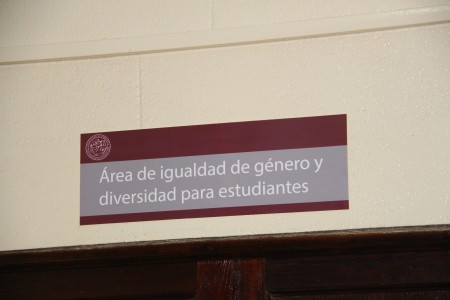 Área de igualdad de género y
diversidad para estudiantes